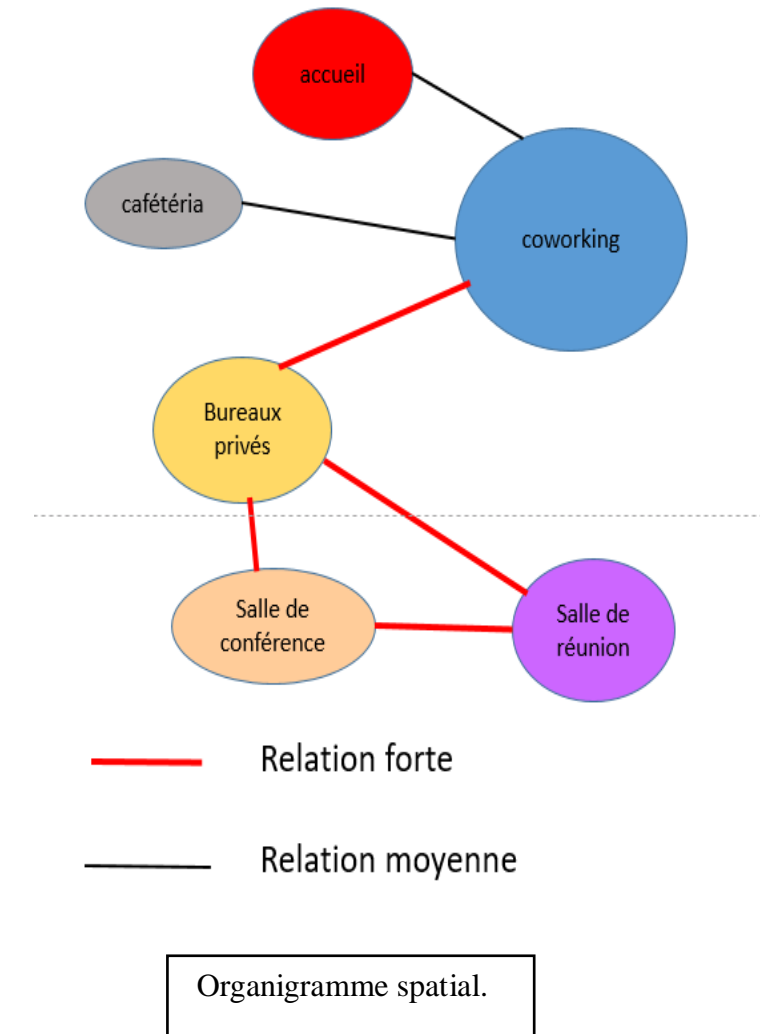 accueil
cafétéria
coworking
Bureaux
privés
Salle de
conférence
Salle de
réunion
Relation forte
Relation moyenne
Organigramme spatial.